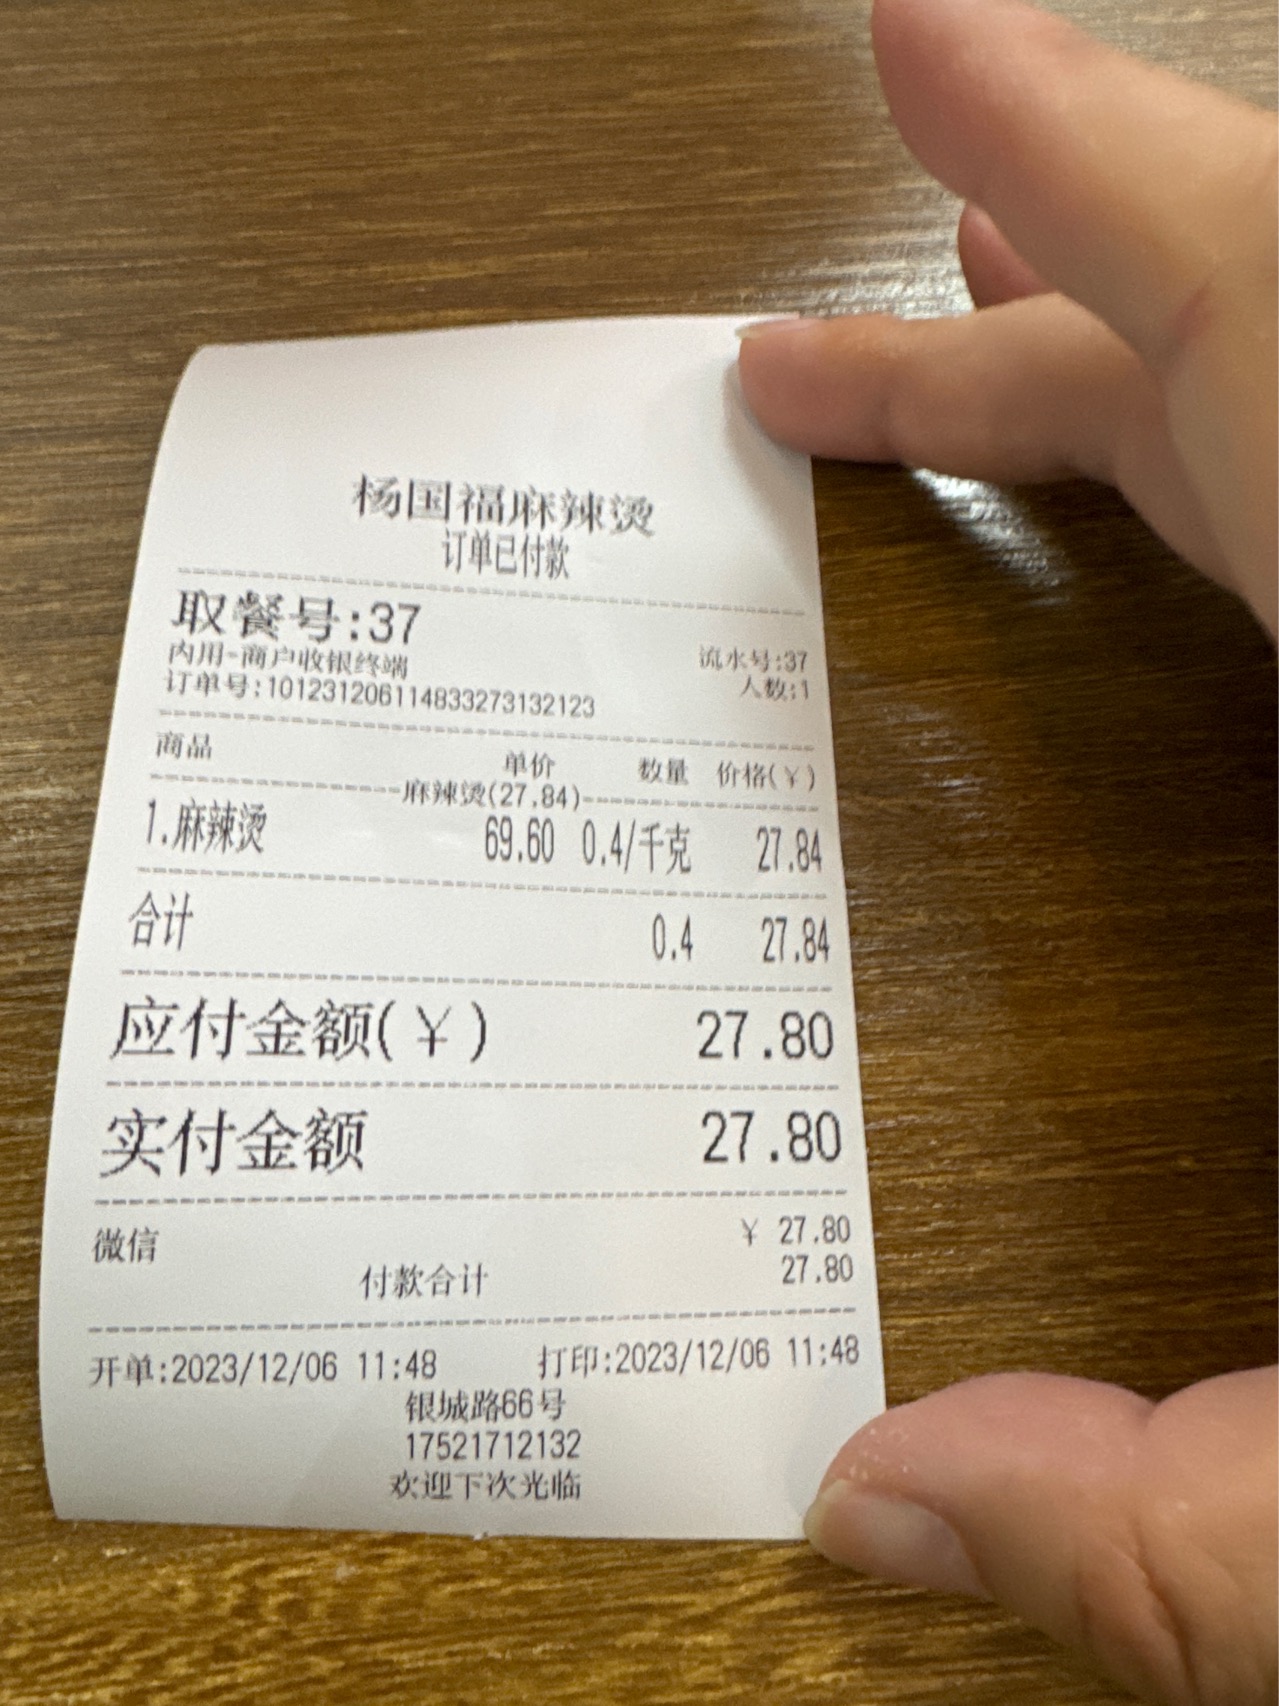 杨国福麻辣烫
订单已付款
取餐号:37
内用-商户收银终端 流水号:37
订单号:10123120611483327313​2123 人数:1
商品 单价 数量 价格(￥)
麻辣烫(27.84)
1.麻辣烫 69.60 0.4/千克 27.84
合计 0.4 27.84
应付金额(￥) 27.80
实付金额 27.80
微信 ￥ 27.80
付款合计 27.80
开单:2023/12/06 11:48 打印:2023/12/06 11:48
银城路66号
17521712132
欢迎下次光临